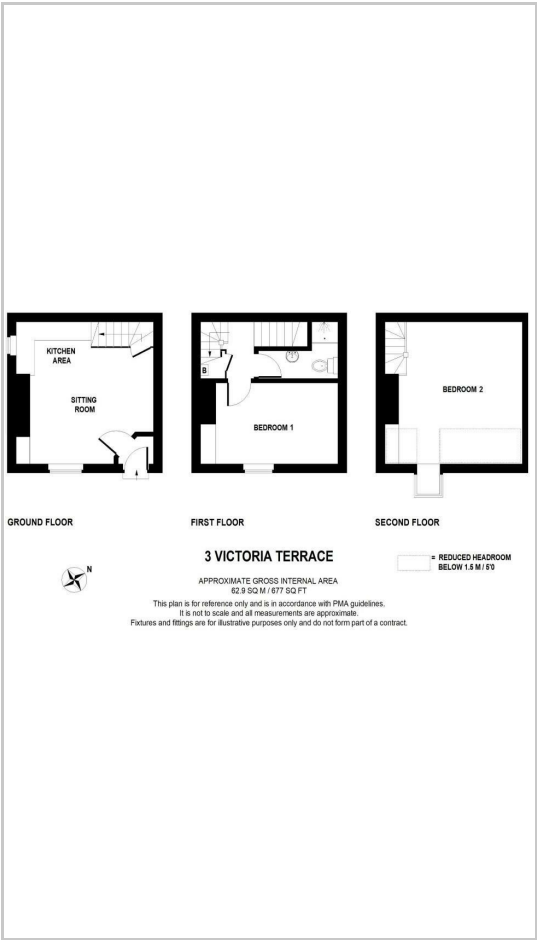 KITCHEN
AREA
SITTING
ROOM
B
BEDROOM 1
BEDROOM 2
GROUND FLOOR
FIRST FLOOR
SECOND FLOOR
3 VICTORIA TERRACE
N
= REDUCED HEADROOM
BELOW 1.5 M / 5'0
APPROXIMATE GROSS INTERNAL AREA
62.9 SQ M / 677 SQ FT
This plan is for reference only and is in accordance with PMA guidelines.
It is not to scale and all measurements are approximate.
Fixtures and fittings are for illustrative purposes only and do not form part of a contract.